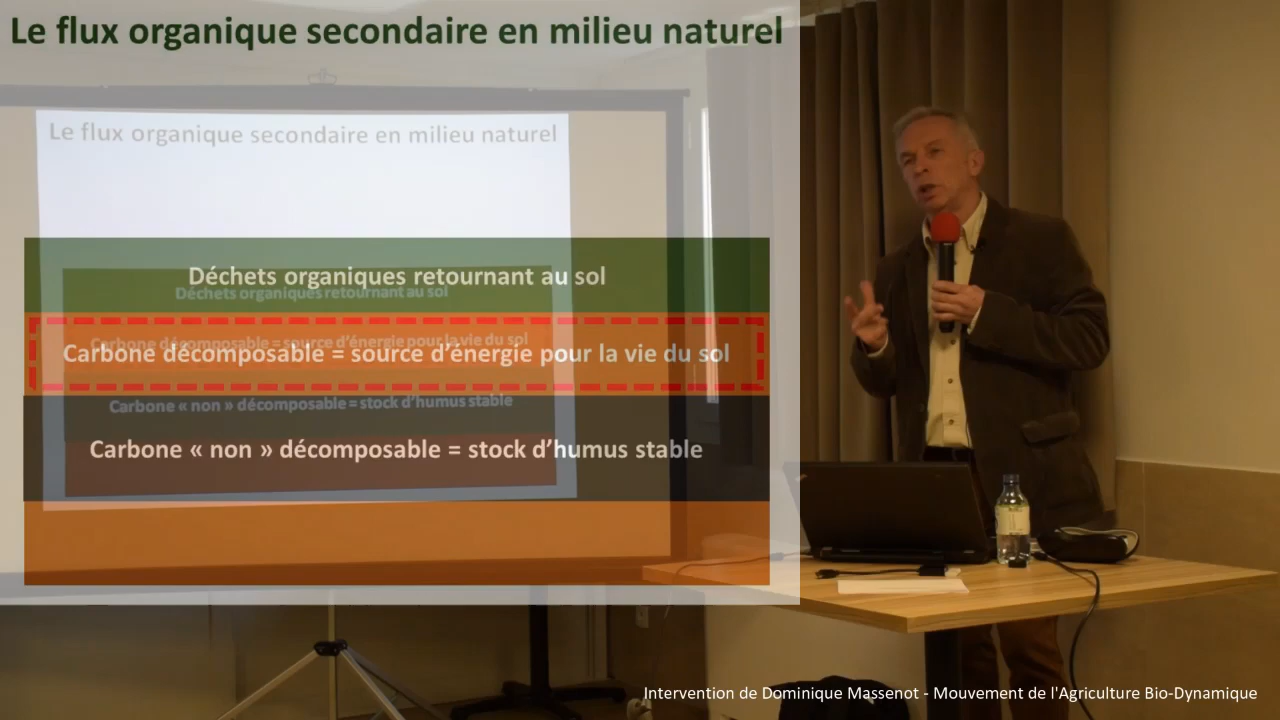 Le flux organique secondaire en milieu naturel
Le flux organique secondaire en milieu naturel
Déchets organiques retournant au sol
Déchets organiques retournant au sol
Carbone décomposable = source d'énergie pour la vie du sol
Carbone décomposable = source d'énergie pour la vie du sol
Carbone « non » décomposable = stock d'humus stable
Carbone « non » décomposable = stock d'humus stable
Intervention de Dominique Massenot - Mouvement de l'Agriculture Bio-Dynamique